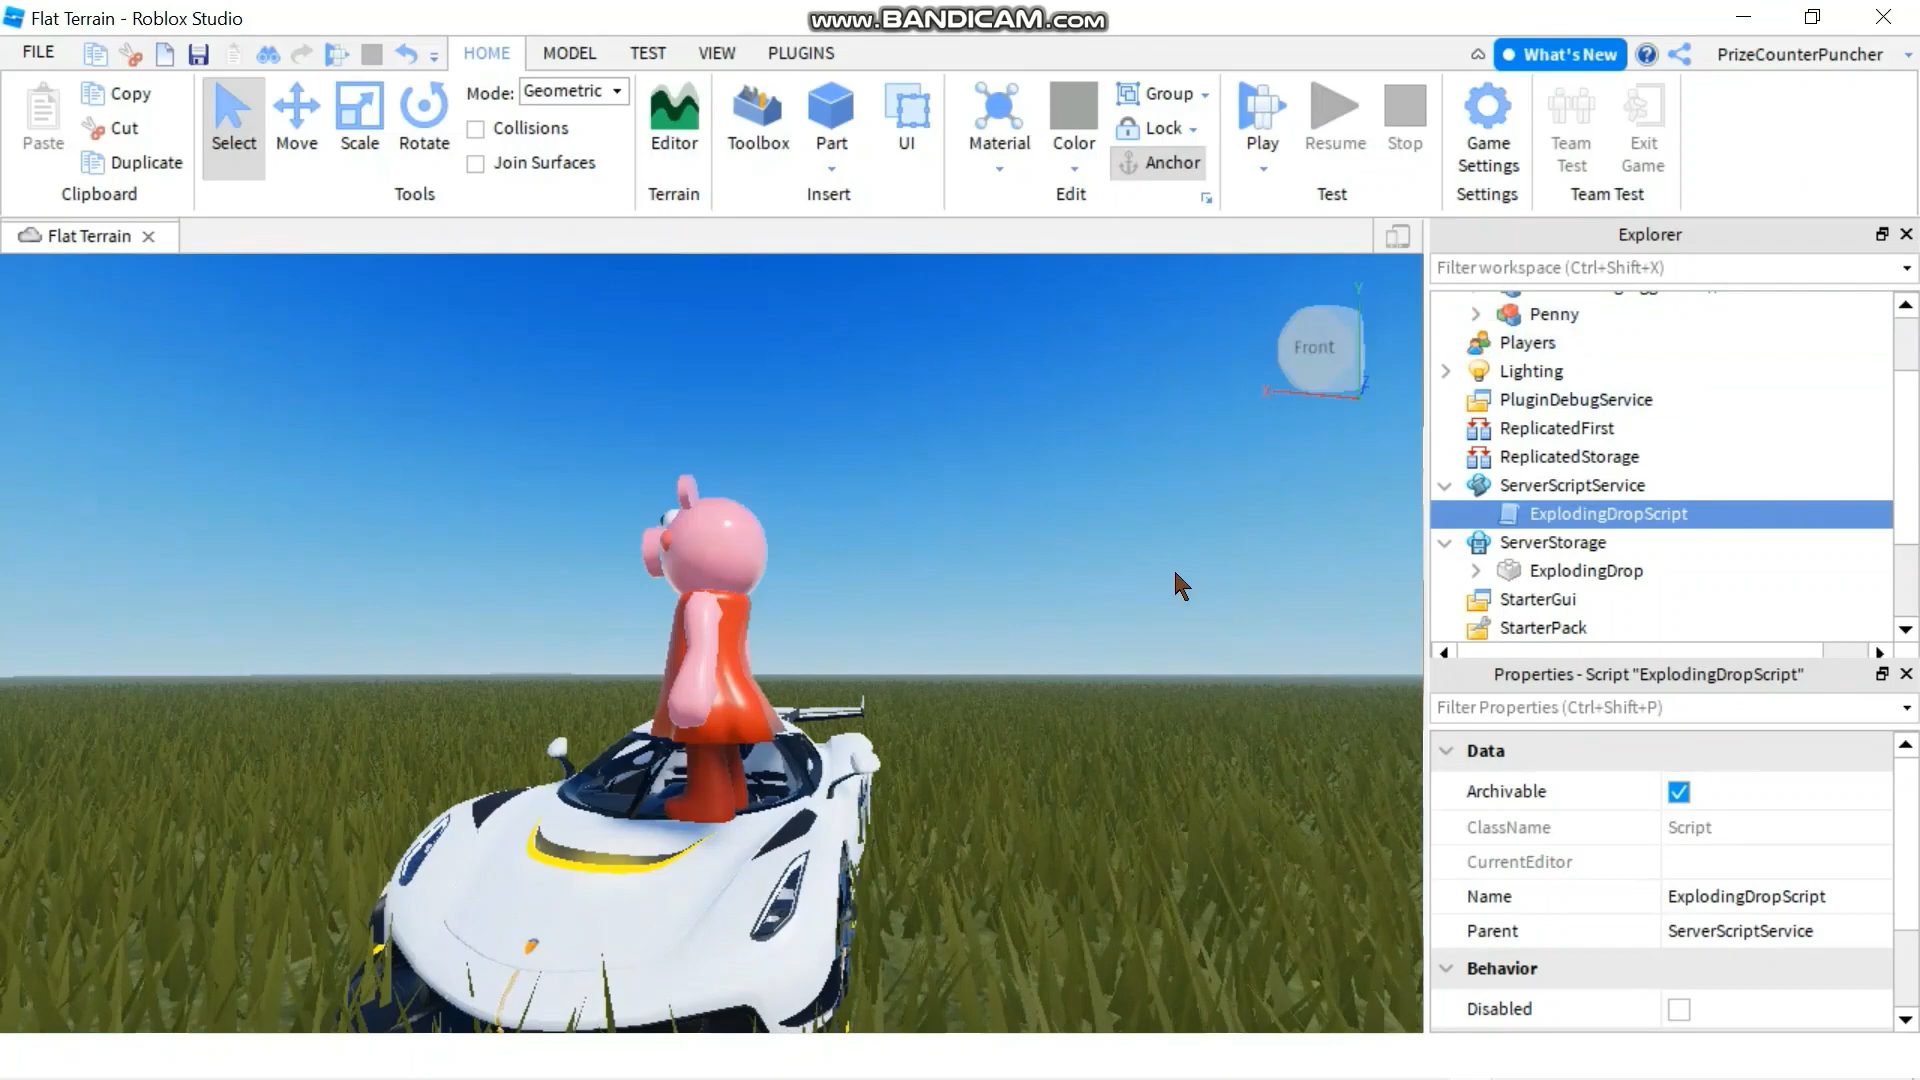 Flat Terrain - Roblox Studio
www.BANDICAM.com
FILE
HOME
MODEL
TEST
VIEW
PLUGINS
What's New
PrizeCounterPuncher
Paste
Copy
Cut
Duplicate
Clipboard
Select
Move
Scale
Rotate
Mode: Geometric
Collisions
Join Surfaces
Tools
Editor
Terrain
Toolbox
Part
UI
Insert
Material
Color
Group
Lock
Anchor
Edit
Play
Resume
Stop
Test
Game
Settings
Settings
Team
Test
Exit
Game
Team Test
Flat Terrain
Front
Y
X
Z
Explorer
Filter workspace (Ctrl+Shift+X)
Penny
Players
Lighting
PluginDebugService
ReplicatedFirst
ReplicatedStorage
ServerScriptService
ExplodingDropScript
ServerStorage
ExplodingDrop
StarterGui
StarterPack
Properties - Script "ExplodingDropScript"
Filter Properties (Ctrl+Shift+P)
Data
Archivable
ClassName Script
CurrentEditor
Name ExplodingDropScript
Parent ServerScriptService
Behavior
Disabled